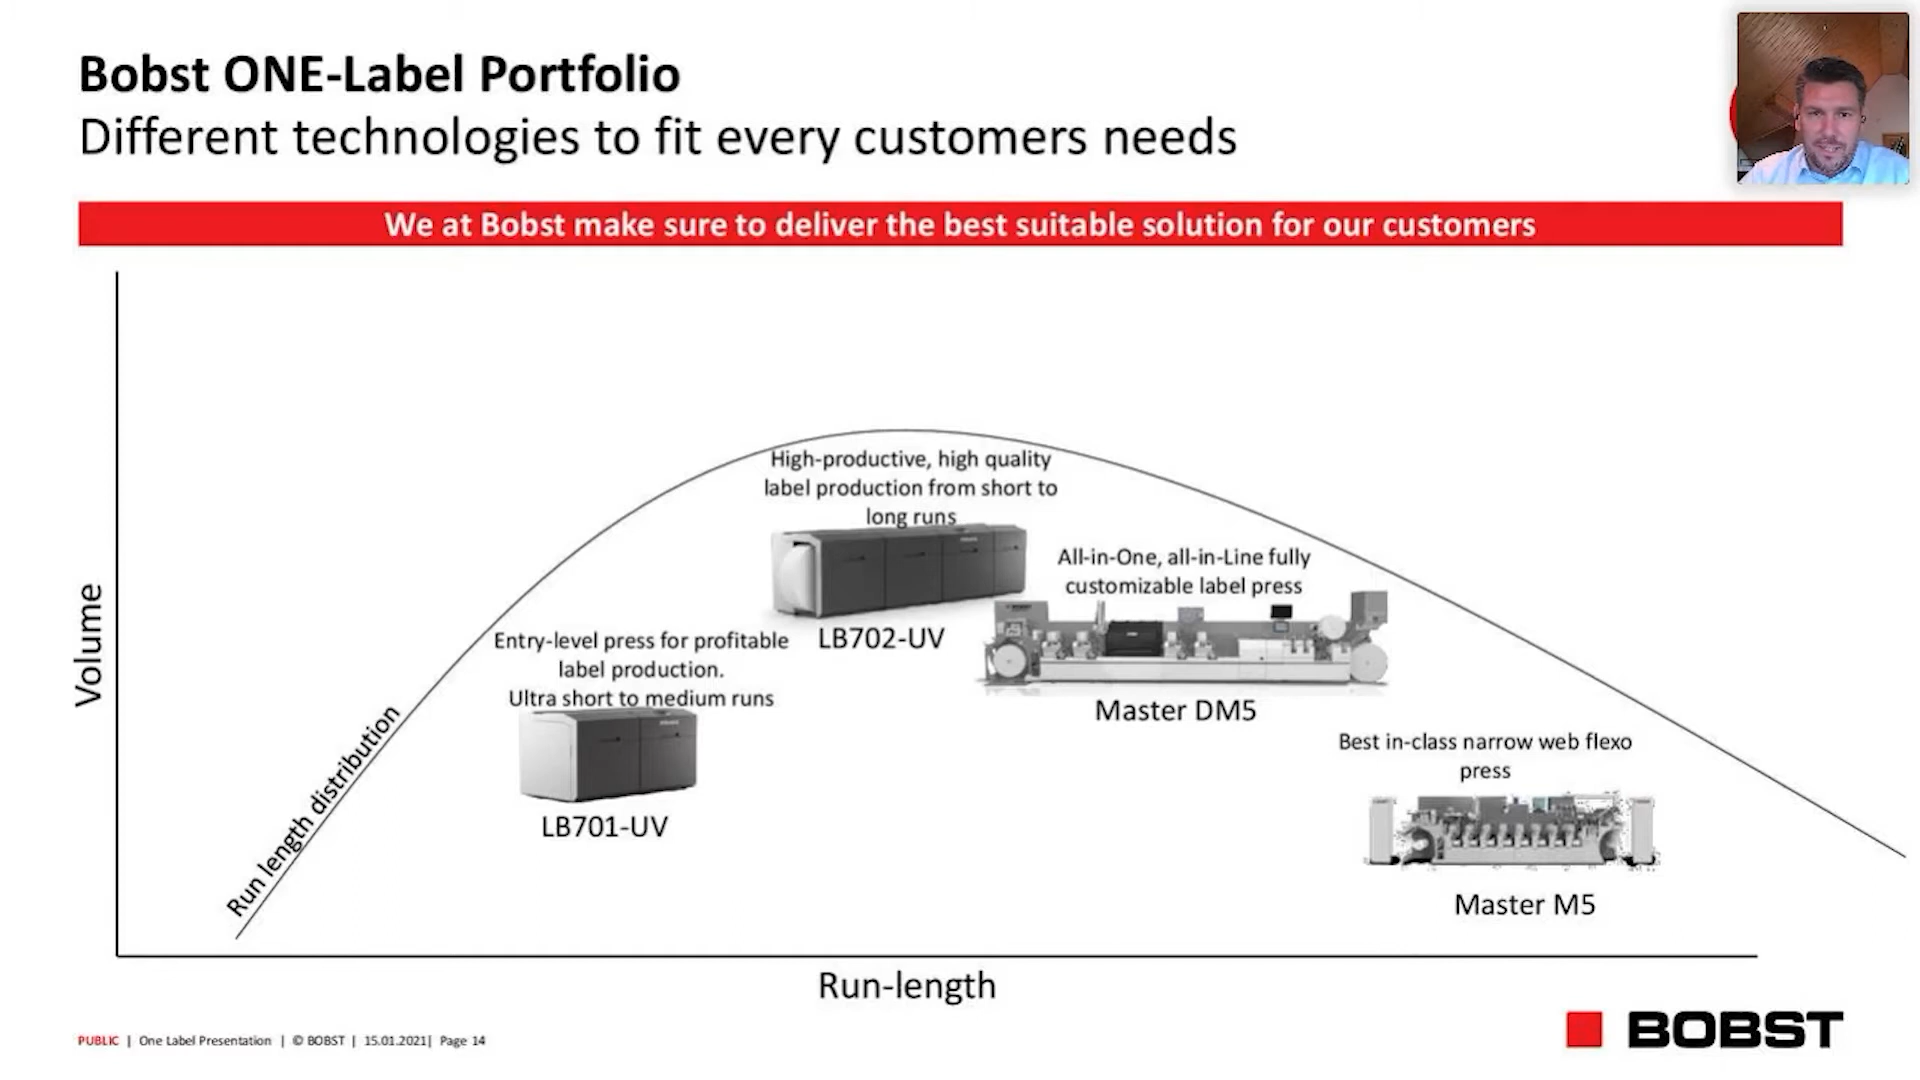 Bobst ONE-Label Portfolio
Different technologies to fit every customers needs
We at Bobst make sure to deliver the best suitable solution for our customers
High-productive, high quality
label production from short to
long runs
All-in-One, all-in-Line fully
customizable label press
LB702-UV
Entry-level press for profitable
label production.
Ultra short to medium runs
Master DM5
Best in-class narrow web flexo
press
LB701-UV
Master M5
Volume
Run length distribution
Run-length
PUBLIC | One Label Presentation | © BOBST | 15.01.2021| Page 14
BOBST